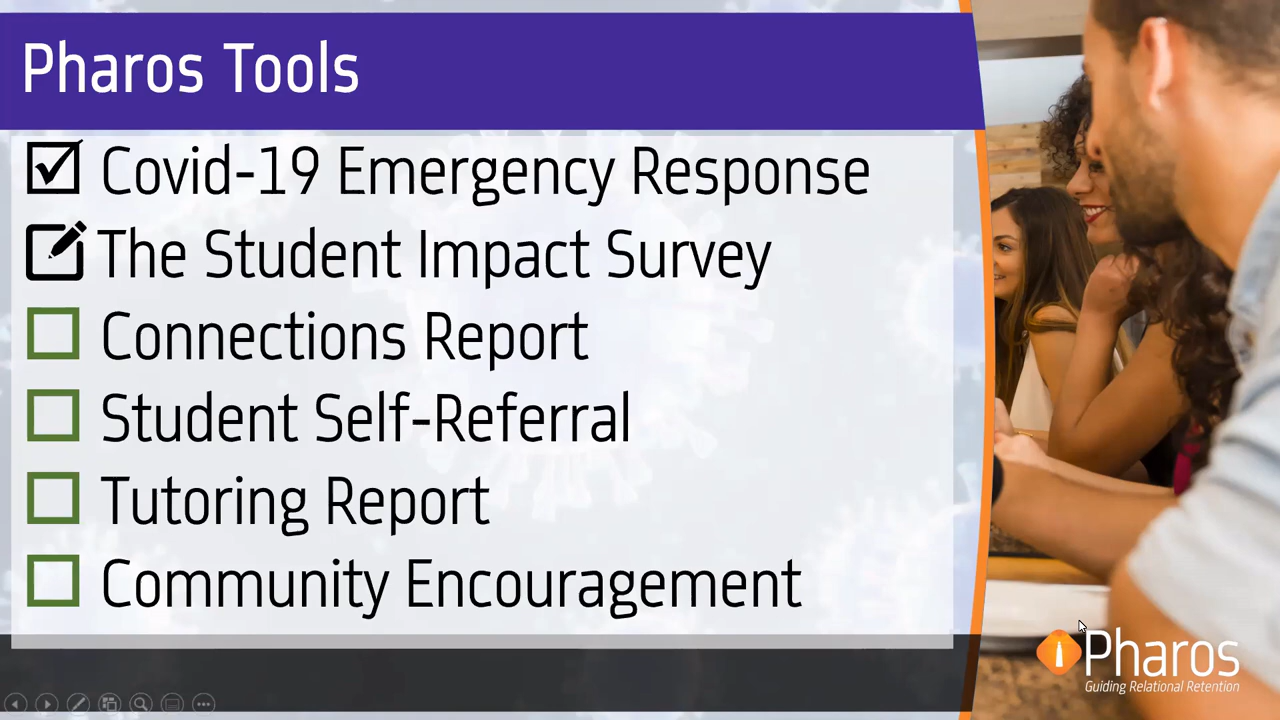 Pharos Tools
Covid-19 Emergency Response
The Student Impact Survey
Connections Report
Student Self-Referral
Tutoring Report
Community Encouragement
Pharos
Guiding Relational Retention